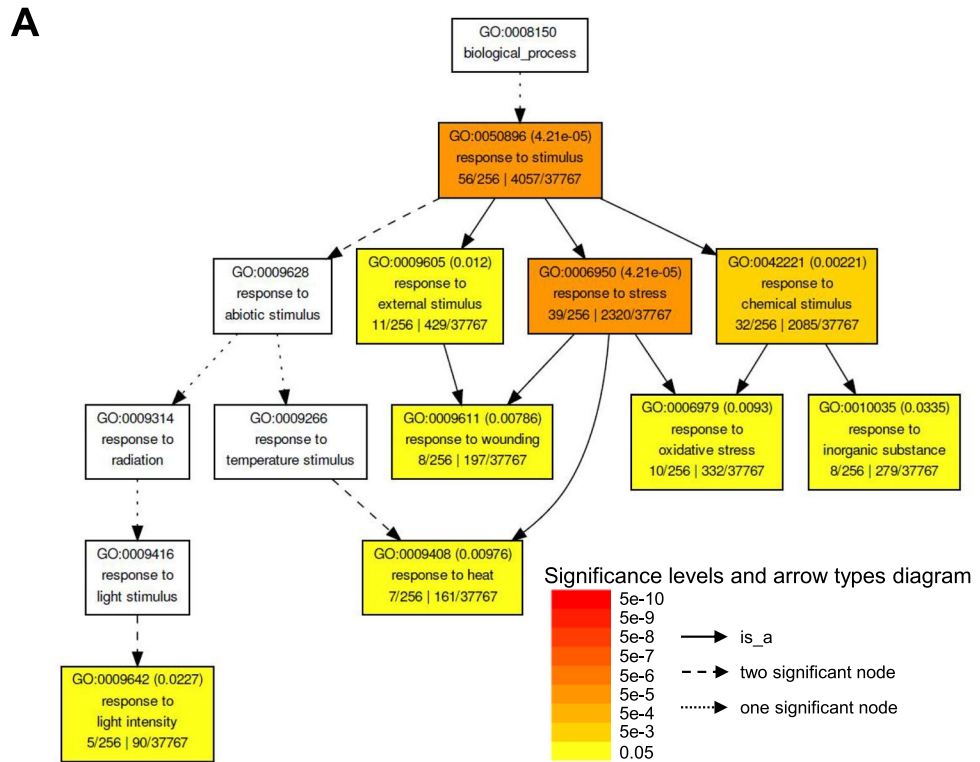 A
GO:0008150
biological_process
GO:0050896 (4.21e-05)
response to stimulus
56/256 | 4057/37767
GO:0009628
response to
abiotic stimulus
GO:0009605 (0.012)
response to
external stimulus
11/256 | 429/37767
GO:0006950 (4.21e-05)
response to stress
39/256 | 2320/37767
GO:0042221 (0.00221)
response to
chemical stimulus
32/256 | 2085/37767
GO:0009314
response to
radiation
GO:0009266
response to
temperature stimulus
GO:0009611 (0.00786)
response to wounding
8/256 | 197/37767
GO:0006979 (0.0093)
response to
oxidative stress
10/256 | 332/37767
GO:0010035 (0.0335)
response to
inorganic substance
8/256 | 279/37767
GO:0009416
response to
light stimulus
GO:0009408 (0.00976)
response to heat
7/256 | 161/37767
GO:0009642 (0.0227)
response to
light intensity
5/256 | 90/37767
Significance levels and arrow types diagram
5e-10
5e-9
5e-8
5e-7
5e-6
5e-5
5e-4
5e-3
0.05
is_a
two significant node
one significant node